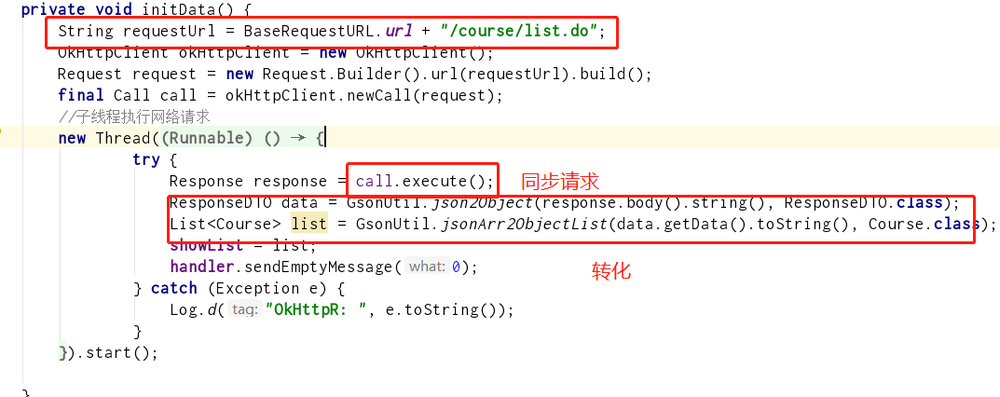 private void initData() {
String requestUrl = BaseRequestURL.url + "/course/list.do";
OkHttpClient okHttpClient = new OkHttpClient();
Request request = new Request.Builder().url(requestUrl).build();
final Call call = okHttpClient.newCall(request);
//子线程执行网络请求
new Thread((Runnable) () → {
try {
Response response = call.execute(); 同步请求
ResponseDTO data = GsonUtil.json2Object(response.body().string(), ResponseDTO.class);
List<Course> list = GsonUtil.jsonArr2ObjectList(data.getData().toString(), Course.class);
showList = list;
handler.sendEmptyMessage( what: 0); 转化
} catch (Exception e) {
Log.d( tag: "OkHttpR: ", e.toString());
}
}).start();
}